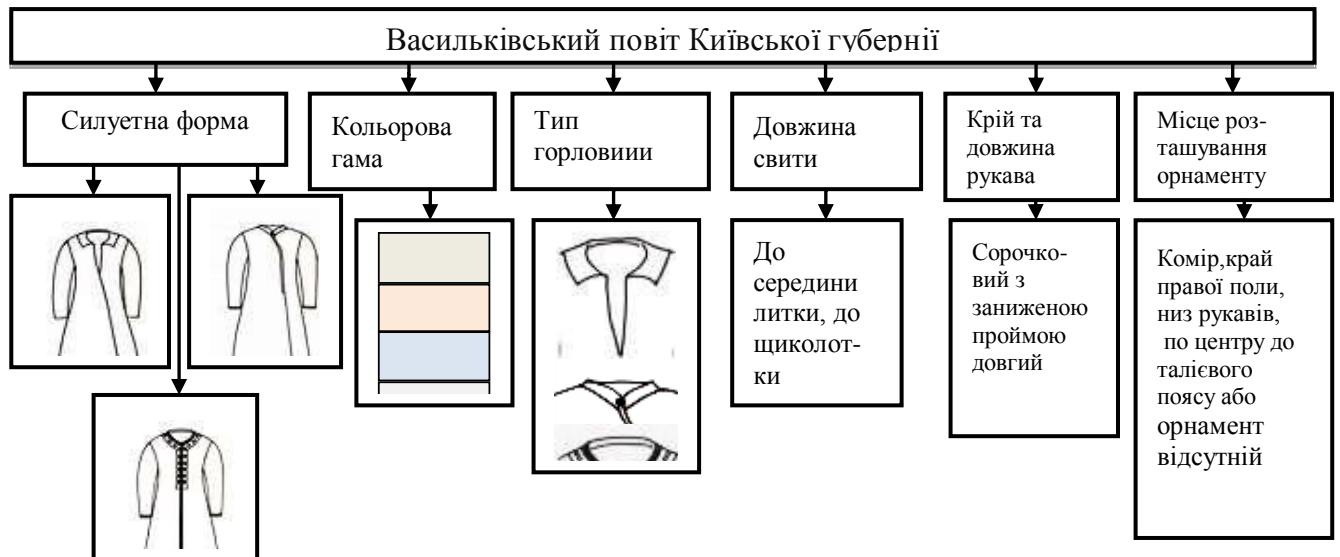 Васильківський повіт Київської губернії
Силуетна форма
Кольорова
гама
Тип
горловиии
Довжина
свити
Крій та
довжина
рукава
Місце роз-
ташування
орнаменту
До
середини
литки, до
щиколот-
ки
Сорочко-
вий з
заниженою
проймою
довгий
Комір,край
правої поли,
низ рукавів,
по центру до
талієвого
поясу або
орнамент
відсутній